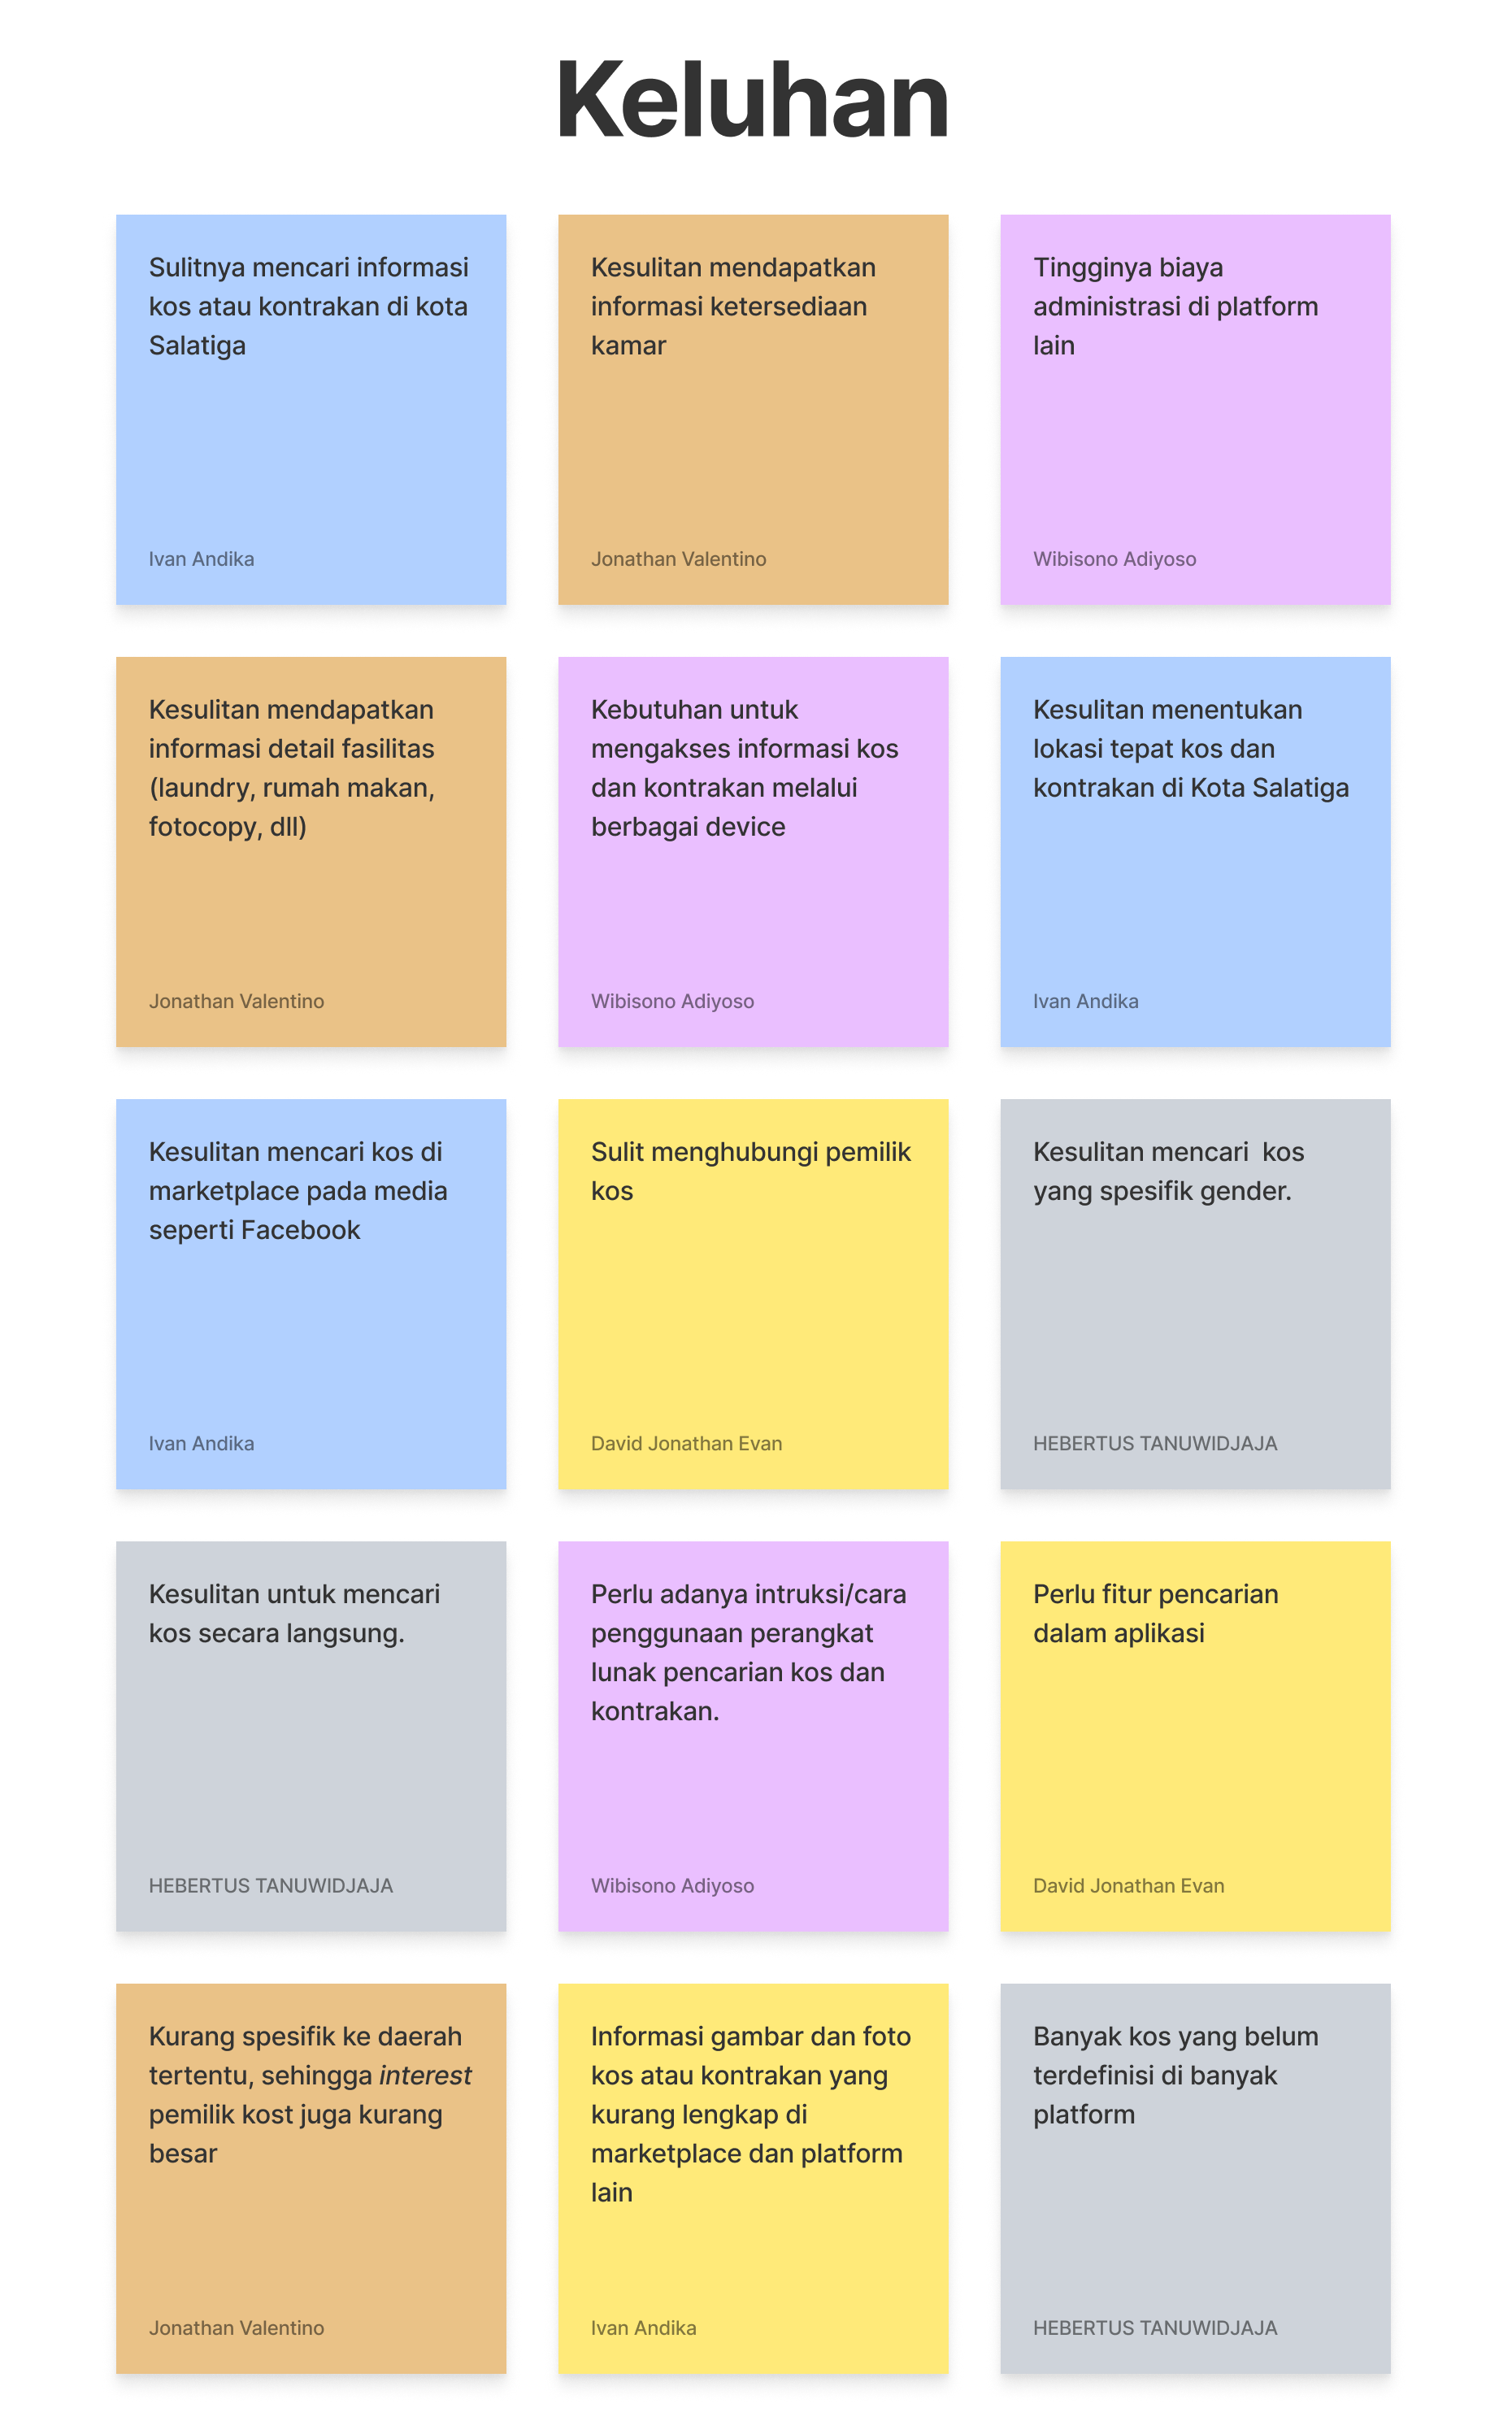 Keluhan
Sulitnya mencari informasi
kos atau kontrakan di kota
Salatiga
Ivan Andika
Kesulitan mendapatkan
informasi ketersediaan
kamar
Jonathan Valentino
Tingginya biaya
administrasi di platform
lain
Wibisono Adiyoso
Kesulitan mendapatkan
informasi detail fasilitas
(laundry, rumah makan,
fotocopy, dll)
Jonathan Valentino
Kebutuhan untuk
mengakses informasi kos
dan kontrakan melalui
berbagai device
Wibisono Adiyoso
Kesulitan menentukan
lokasi tepat kos dan
kontrakan di Kota Salatiga
Ivan Andika
Kesulitan mencari kos di
marketplace pada media
seperti Facebook
Ivan Andika
Sulit menghubungi pemilik
kos
David Jonathan Evan
Kesulitan mencari  kos
yang spesifik gender.
HEBERTUS TANUWIDJAJA
Kesulitan untuk mencari
kos secara langsung.
HEBERTUS TANUWIDJAJA
Perlu adanya intruksi/cara
penggunaan perangkat
lunak pencarian kos dan
kontrakan.
Wibisono Adiyoso
Perlu fitur pencarian
dalam aplikasi
David Jonathan Evan
Kurang spesifik ke daerah
tertentu, sehingga interest
pemilik kost juga kurang
besar
Jonathan Valentino
Informasi gambar dan foto
kos atau kontrakan yang
kurang lengkap di
marketplace dan platform
lain
Ivan Andika
Banyak kos yang belum
terdefinisi di banyak
platform
HEBERTUS TANUWIDJAJA